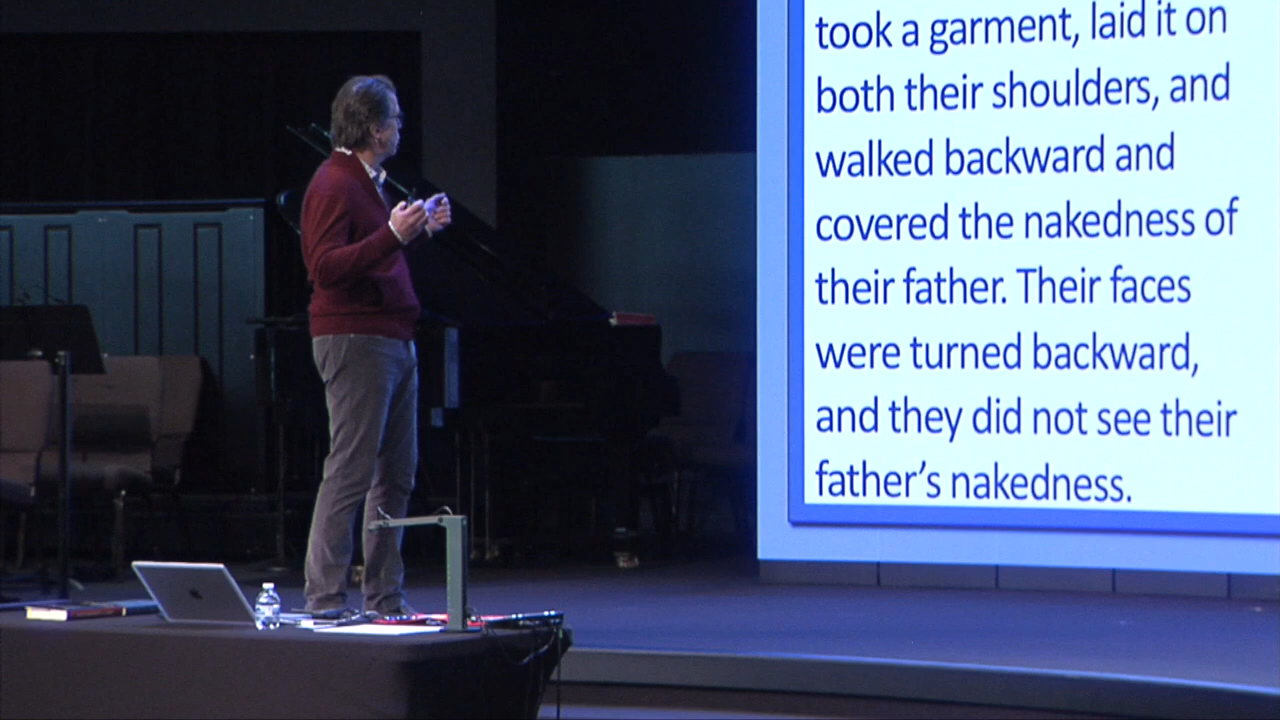 took a garment, laid it on
both their shoulders, and
walked backward and
covered the nakedness of
their father. Their faces
were turned backward,
and they did not see their
father’s nakedness.